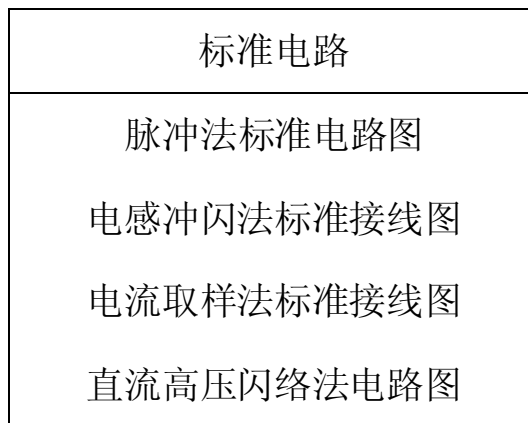 标准电路
脉冲法标准电路图
电感冲闪法标准接线图
电流取样法标准接线图
直流高压闪络法电路图